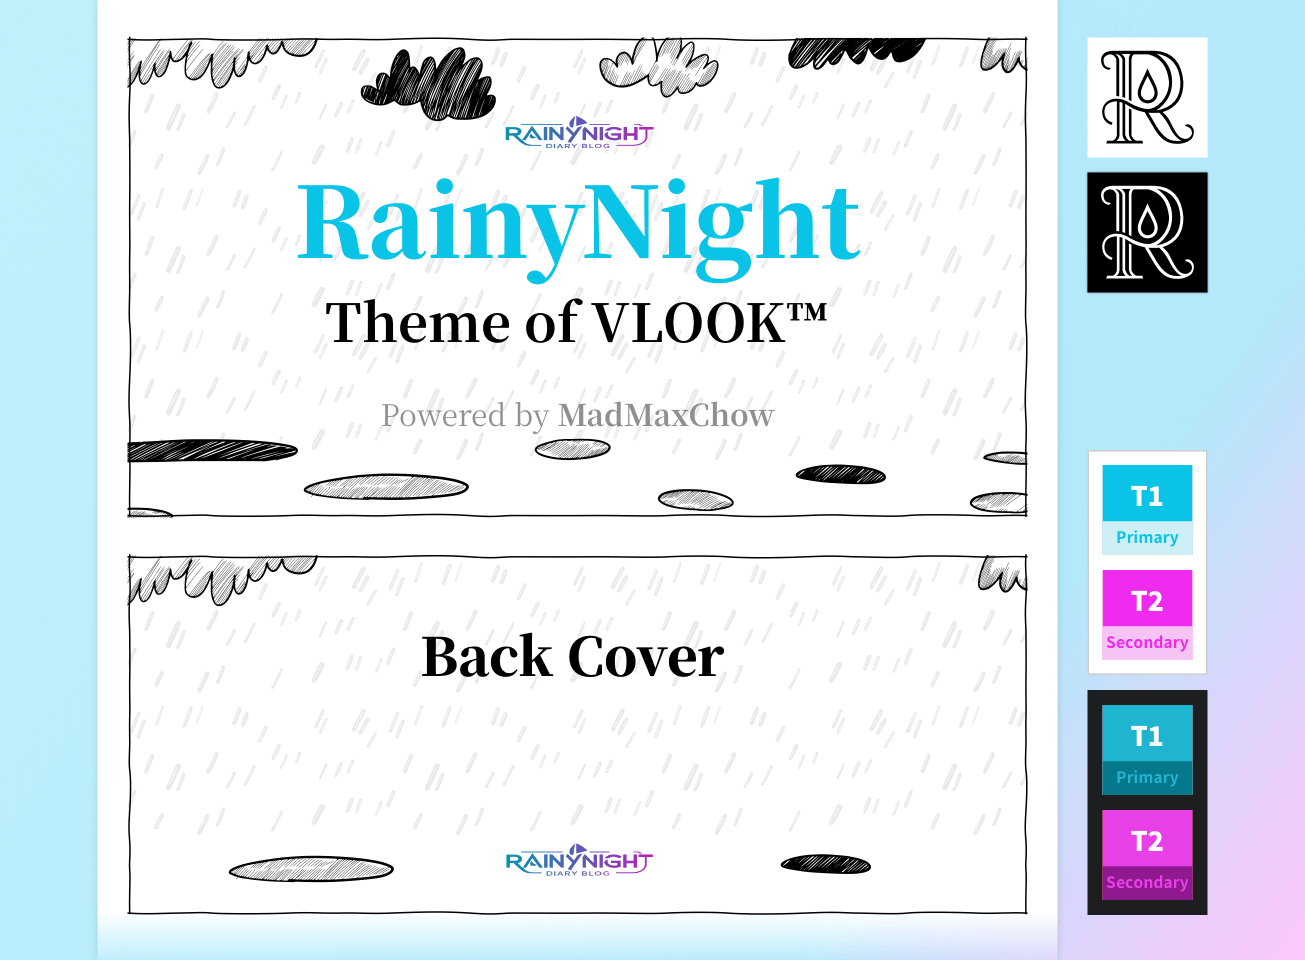 RAINYNIGHT
DIARY BLOG
RainyNight
Theme of VLOOK™
Powered by MadMaxChow
Back Cover
RAINYNIGHT
DIARY BLOG
R
R
T1
Primary
T2
Secondary
T1
Primary
T2
Secondary